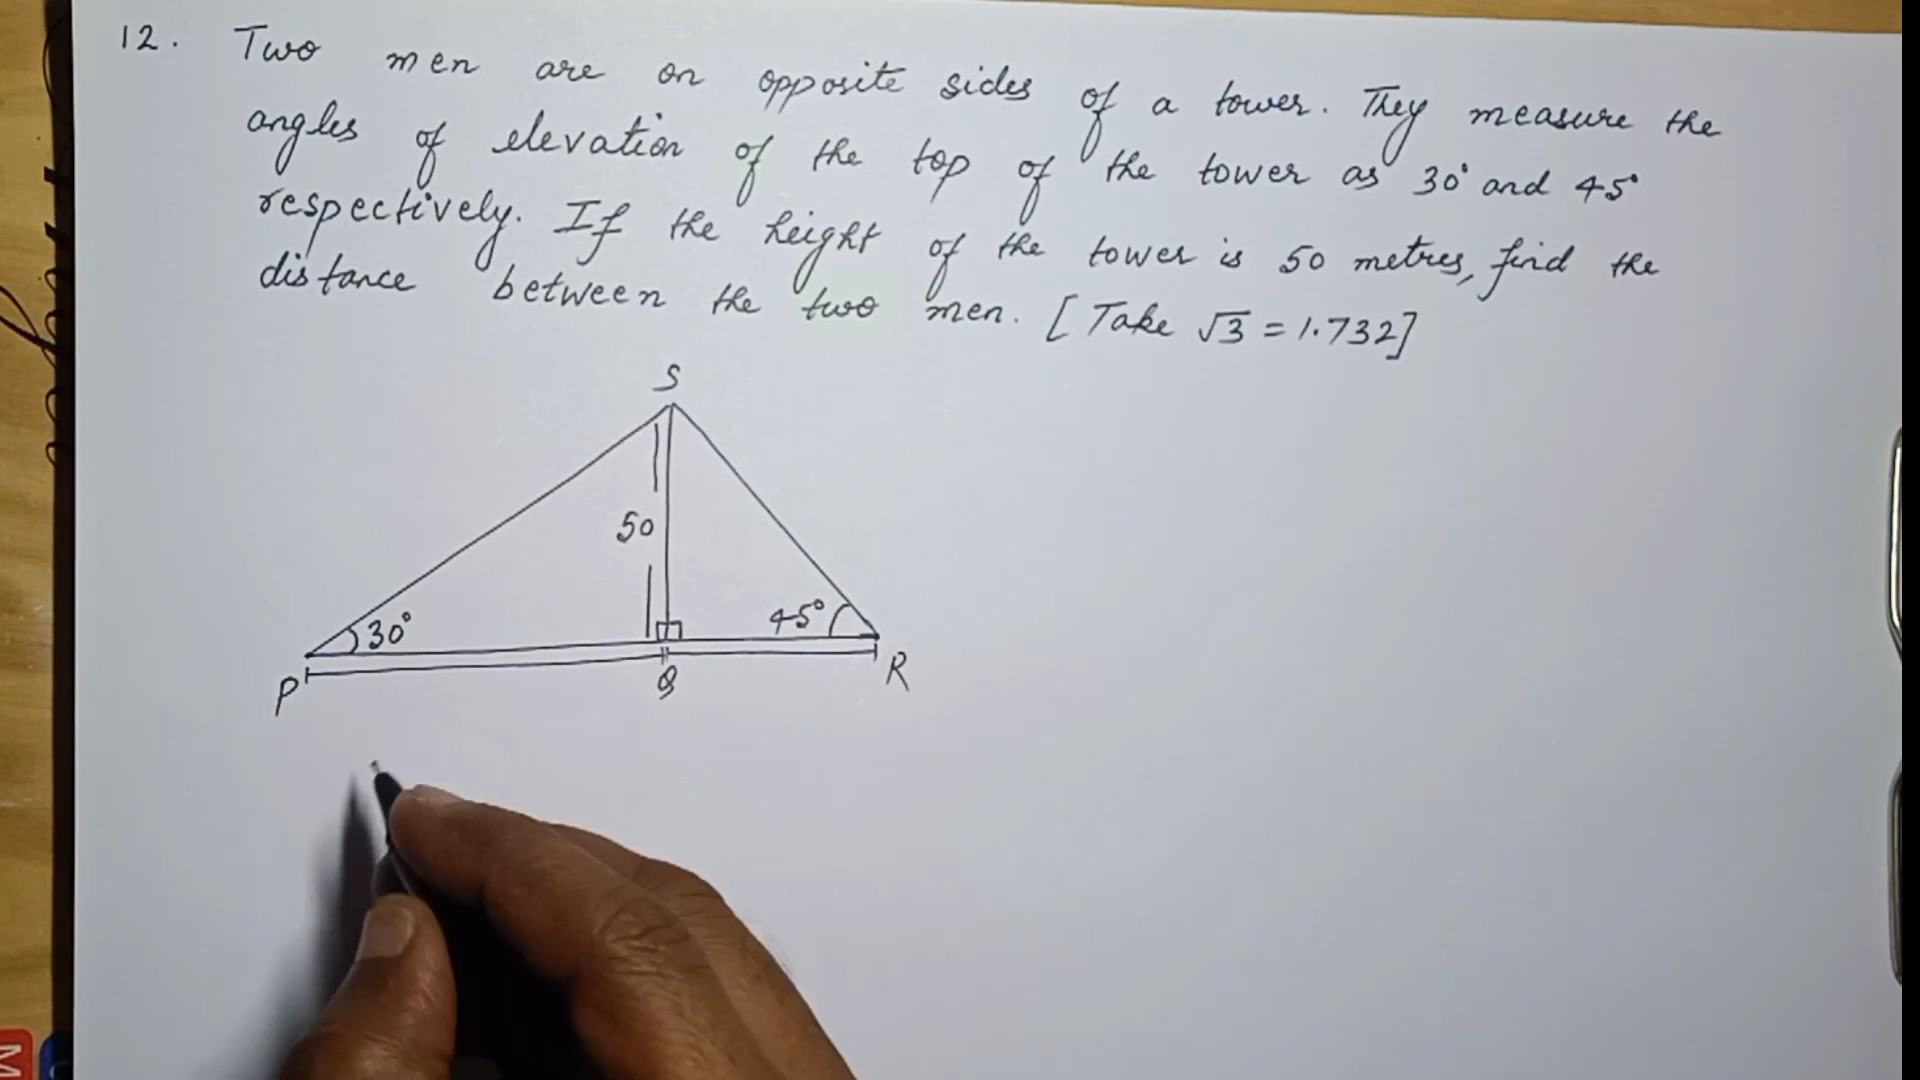 12. Two men are on opposite sides of a tower. They measure the
angles of elevation of the top of the tower as 30° and 45°
respectively. If the height of the tower is 50 metres, find the
distance between the two men. [Take √3 = 1.732]
S
50
30°
45°
P
Q
R
M